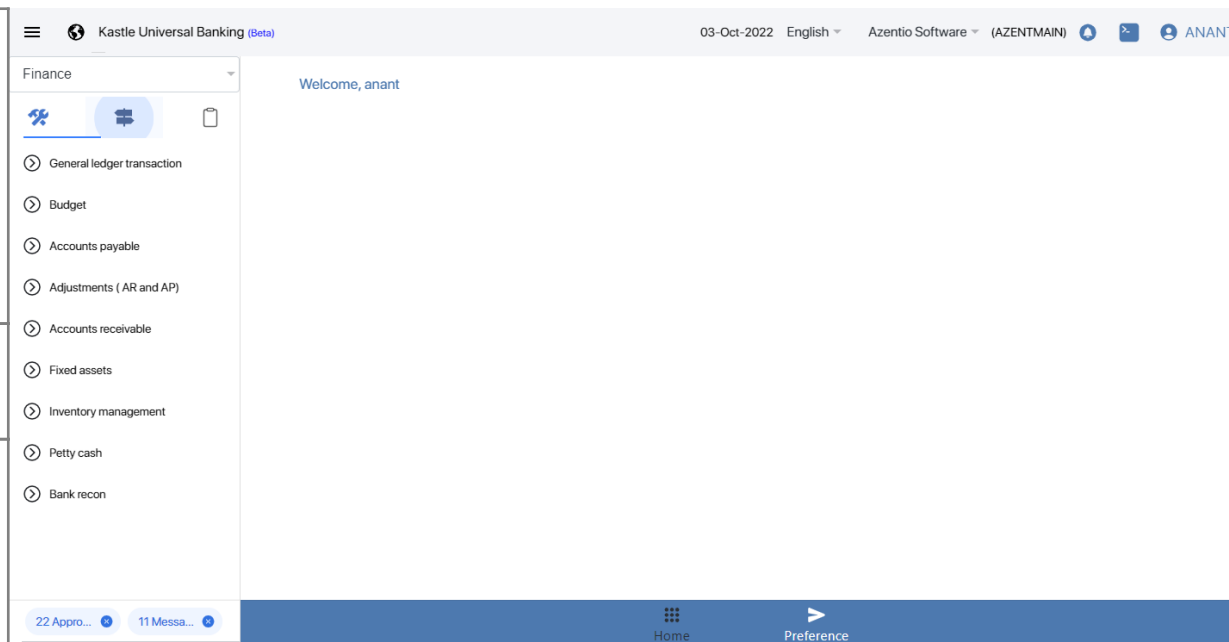 Kastle Universal Banking (Beta)
03-Oct-2022 English Azentio Software (AZENTMAIN) ANANT
Finance
Welcome, anant
General ledger transaction
Budget
Accounts payable
Adjustments ( AR and AP)
Accounts receivable
Fixed assets
Inventory management
Petty cash
Bank recon
22 Appro... 11 Messa...
Home Preference